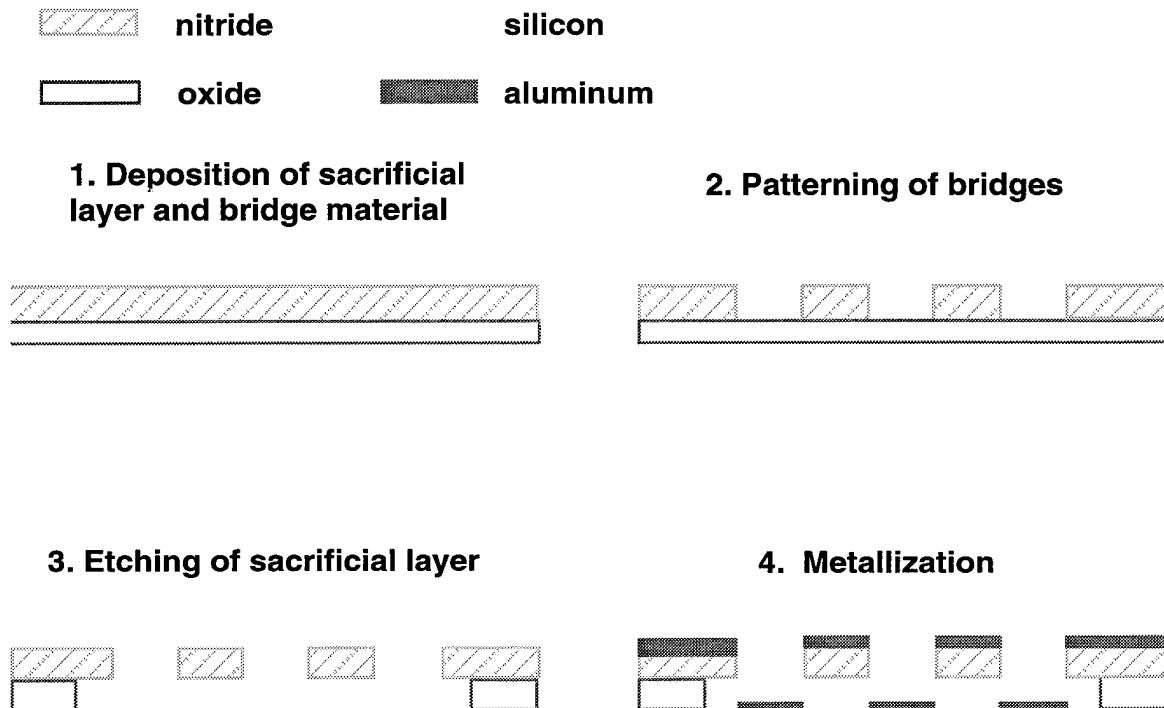 nitride
silicon
oxide
aluminum
1. Deposition of sacrificial
layer and bridge material
2. Patterning of bridges
3. Etching of sacrificial layer
4. Metallization